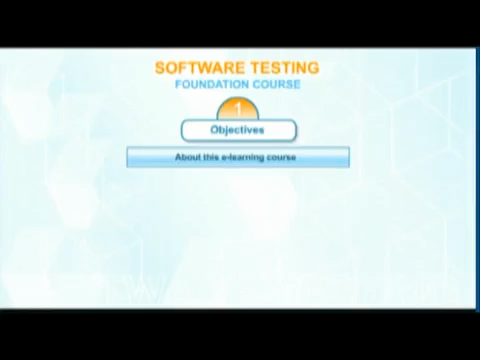 SOFTWARE TESTING
FOUNDATION COURSE
1
Objectives
About this e-learning course